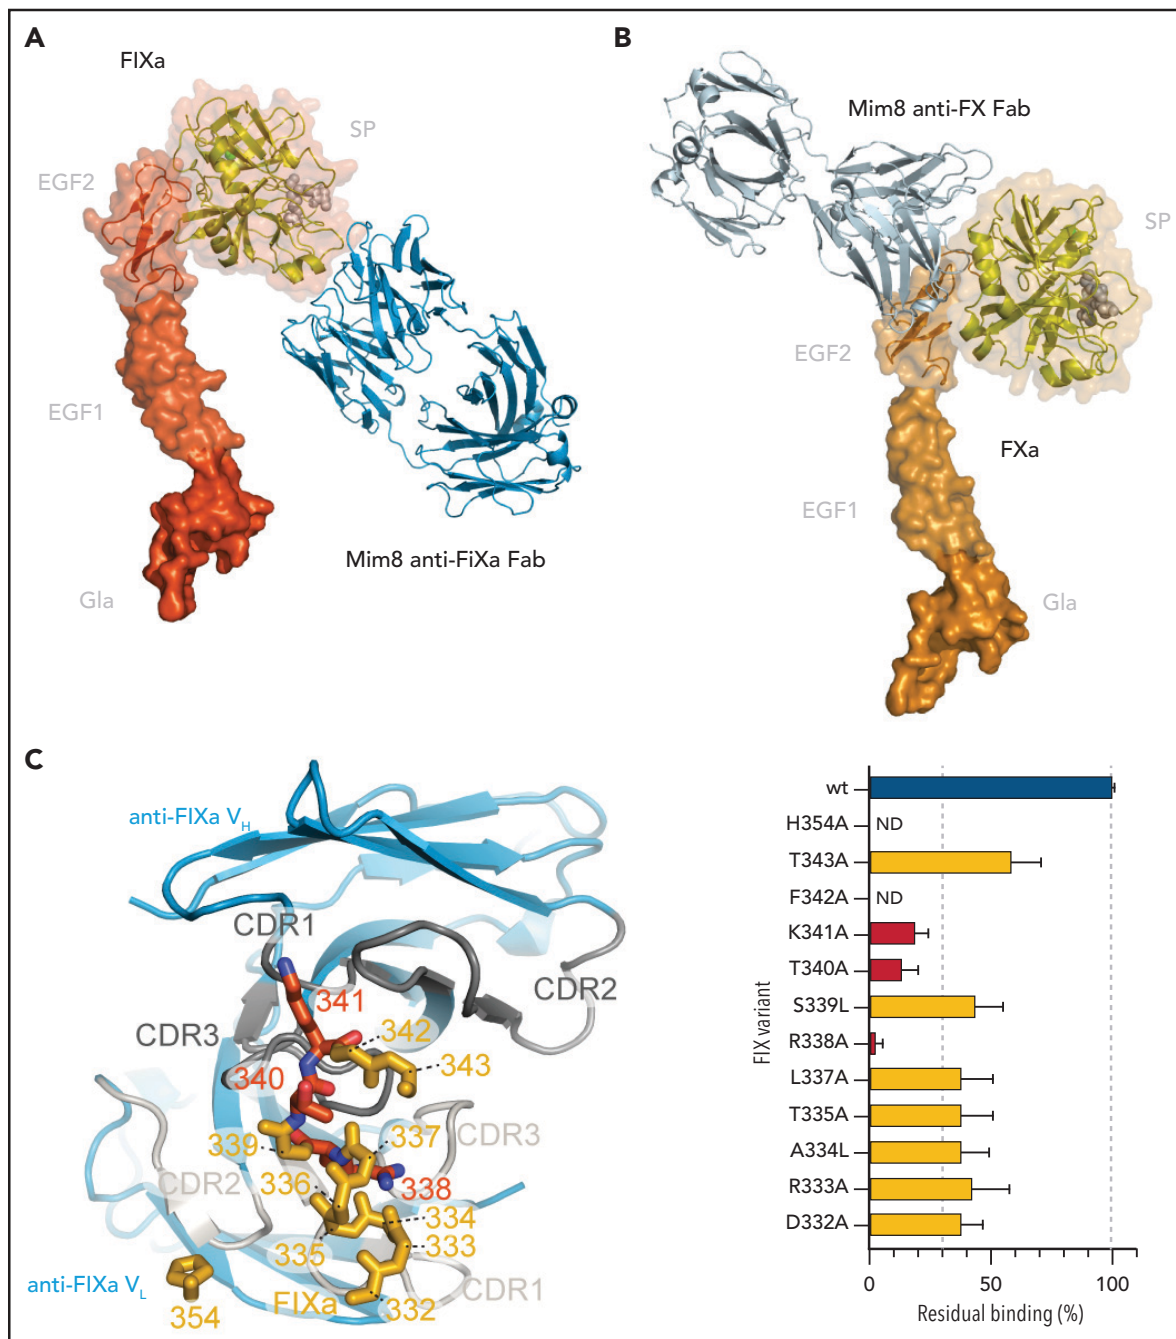 A
FIXa
SP
EGF2
EGF1
Gla
Mim8 anti-FiXa Fab
B
Mim8 anti-FX Fab
SP
EGF2
FXa
EGF1
Gla
C
anti-FIXa VH
CDR1
CDR2
341
CDR3
342
343
340
337
CDR3
339
CDR2
336
338
334
335
333
CDR1
anti-FIXa VL
FIXa
332
354
FIX variant
wt
H354A
ND
T343A
F342A
ND
K341A
T340A
S339L
R338A
L337A
T335A
A334L
R333A
D332A
0
50
100
Residual binding (%)